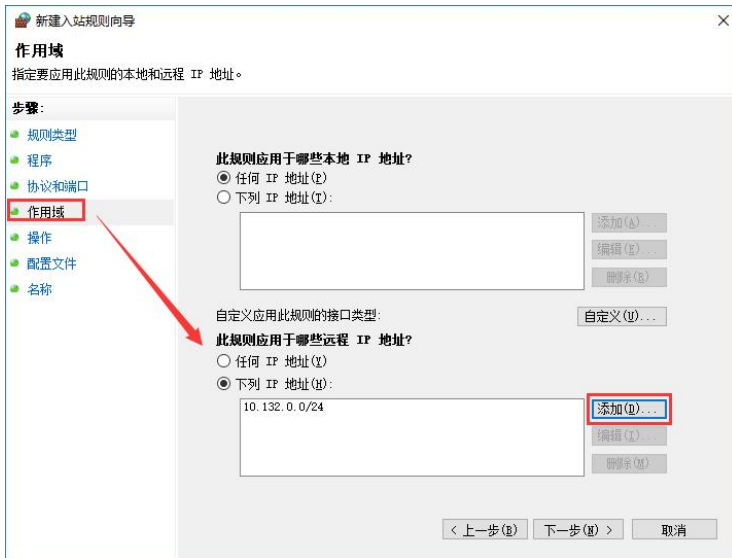 新建入站规则向导
作用域
指定要应用此规则的本地和远程 IP 地址。
步骤:
规则类型
程序
协议和端口
作用域
操作
配置文件
名称
此规则应用于哪些本地 IP 地址?
任何 IP 地址(P)
下列 IP 地址(T):
添加(A)...
编辑(E)...
删除(R)
自定义应用此规则的接口类型:
自定义(U)...
此规则应用于哪些远程 IP 地址?
任何 IP 地址(Y)
下列 IP 地址(H):
10.132.0.0/24
添加(D)...
编辑(I)...
删除(M)
< 上一步(B)
下一步(N) >
取消